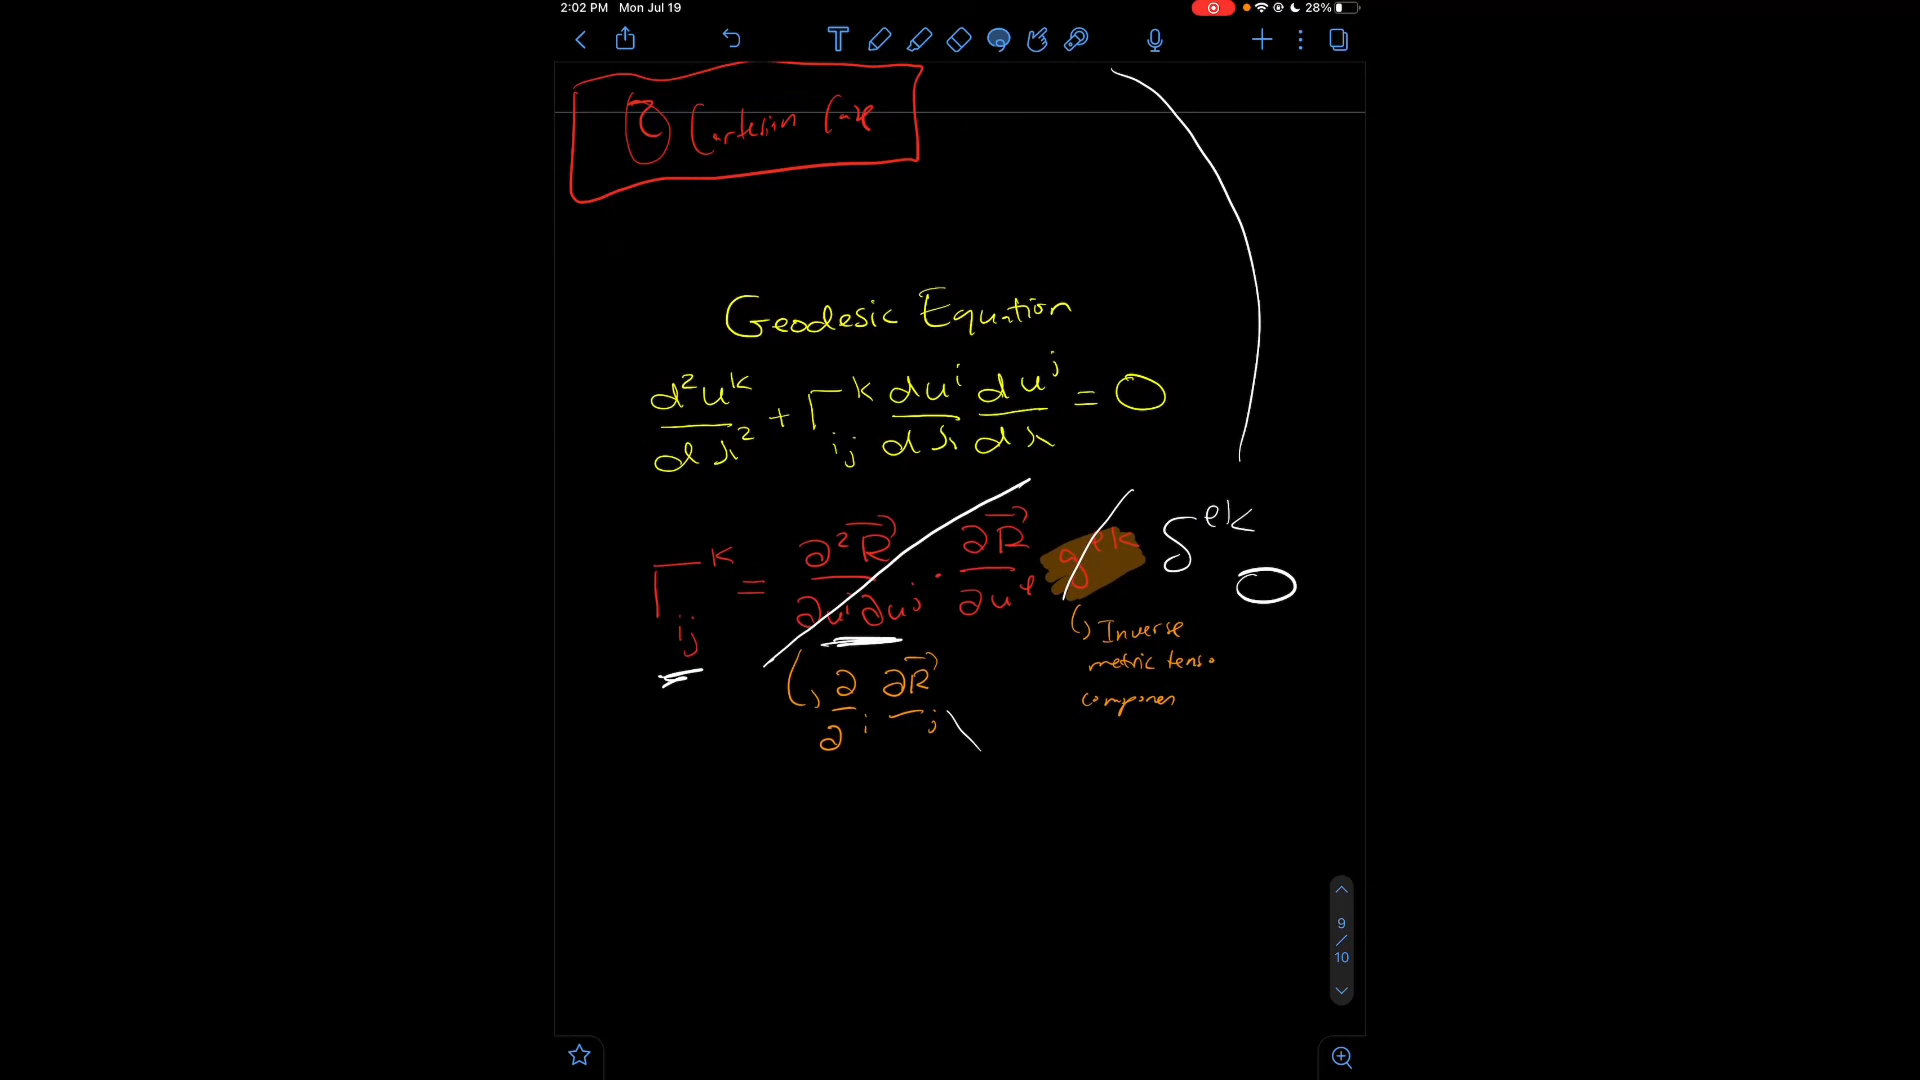 2:02 PM Mon Jul 19 28%
T
Cartesian Case
Geodesic Equation
d²u^k/dλ² + Γ^k_ij du^i/dλ du^j/dλ = 0
Γ^k_ij = ∂²R⃗/∂u^i∂u^j · ∂R⃗/∂u^ℓ g^ℓk δ^ℓk 0
Inverse
metric tenso
componen
∂/∂^i ∂R⃗/^j
9
/
10